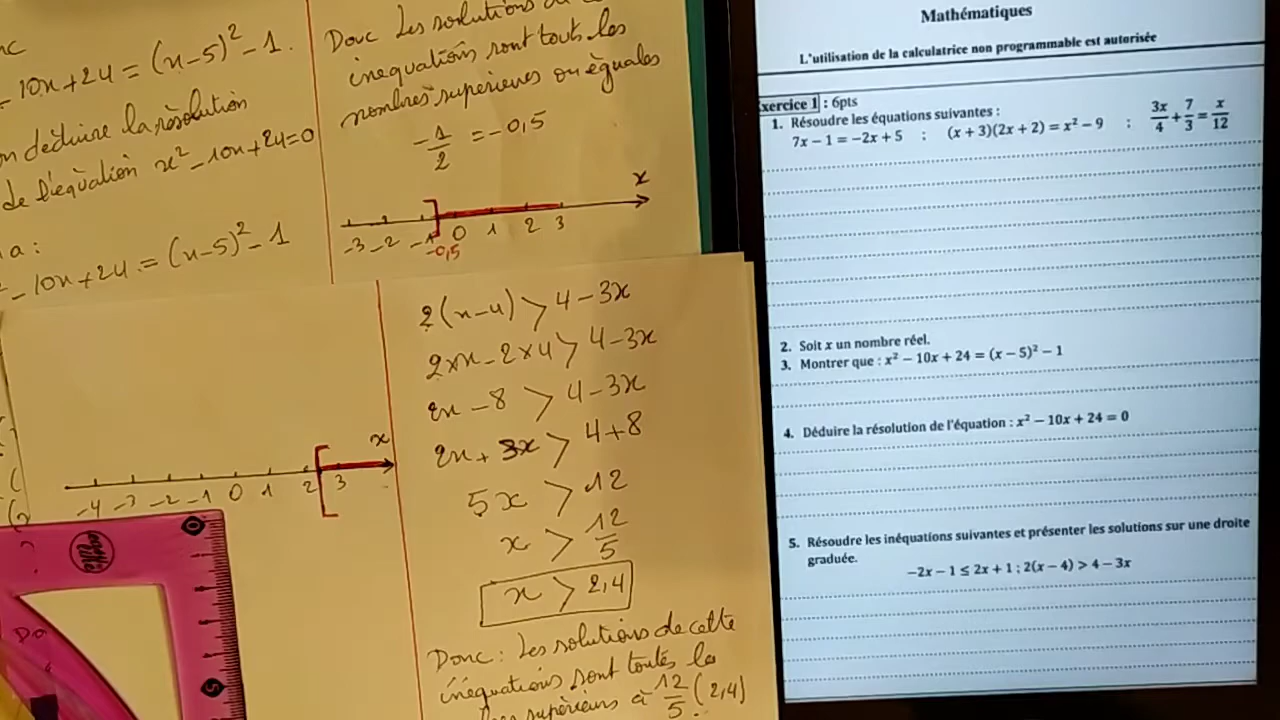 10x+24 = (x-5)² - 1.
déduire la résolution
de l'équation x² - 10x + 24 = 0
a :
- 10x + 24 = (x-5)² - 1
Donc les solutions
inequations sont touts les
nombres superieurs ou èguales
-1/2 = -0,5
x
-3 -2 -1 0 1 2 3
-0,5
x
-4 -3 -2 -1 0 1 2 3
0
5
2(x-4) > 4-3x
2×x-2×4 > 4-3x
2x - 8 > 4-3x
2x + 3x > 4+8
5x > 12
x > 12/5
x > 2,4
Donc : Les solutions de cette
inéquations sont toutes les
supérieurs à 12/5 (2,4)
Mathématiques
L'utilisation de la calculatrice non programmable est autorisée
Exercice 1 : 6pts
1. Résoudre les équations suivantes :
7x - 1 = -2x + 5 ; (x + 3)(2x + 2) = x² - 9 ; 3x/4 + 7/3 = x/12
2. Soit x un nombre réel.
3. Montrer que : x² - 10x + 24 = (x - 5)² - 1
4. Déduire la résolution de l'équation : x² - 10x + 24 = 0
5. Résoudre les inéquations suivantes et présenter les solutions sur une droite
graduée.
-2x - 1 ≤ 2x + 1 ; 2(x - 4) > 4 - 3x